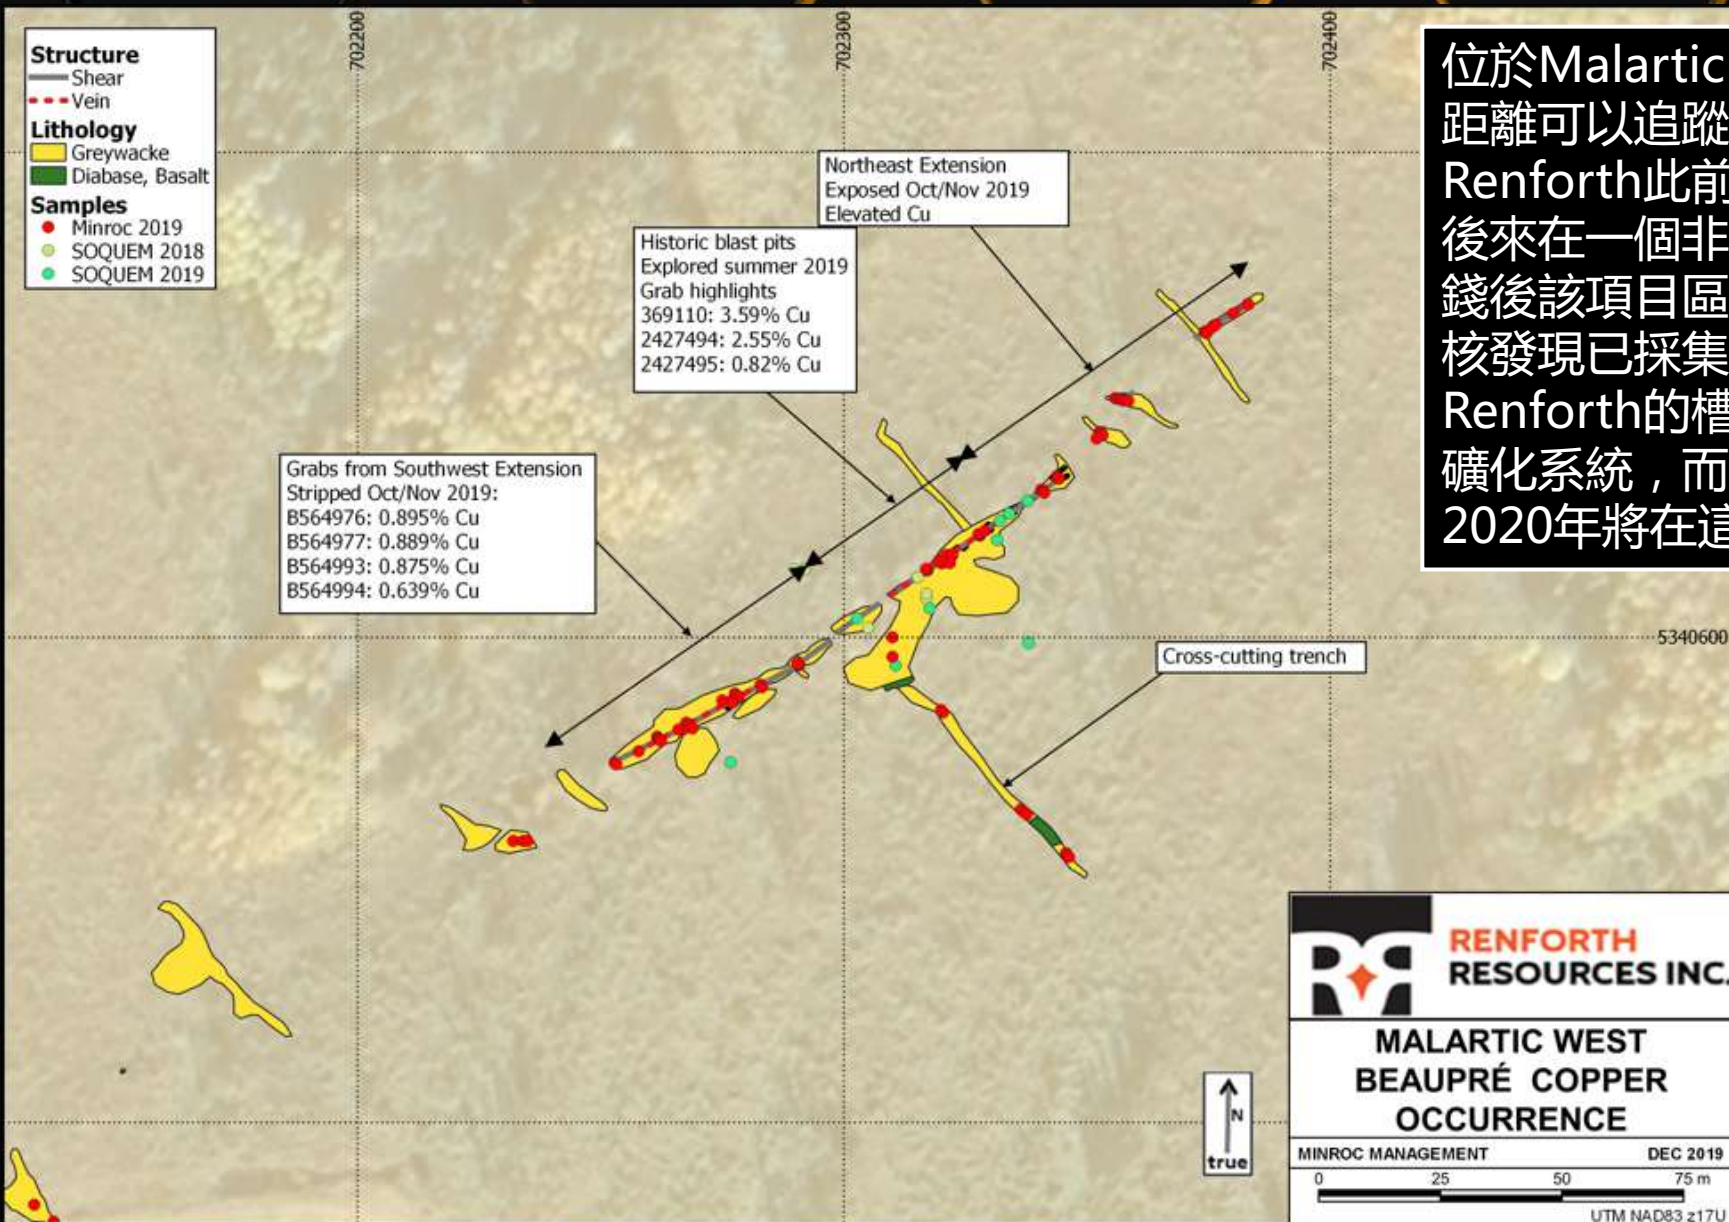 Structure
Shear
Vein
Lithology
Greywacke
Diabase, Basalt
Samples
Minroc 2019
SOQUEM 2018
SOQUEM 2019
702200
702300
702400
位於Malartic
距離可以追蹤
Renforth此前
後來在一個非
錢後該項目區
核發現已採集
Renforth的槽
礦化系統，而
2020年將在這
Northeast Extension
Exposed Oct/Nov 2019
Elevated Cu
Historic blast pits
Explored summer 2019
Grab highlights
369110: 3.59% Cu
2427494: 2.55% Cu
2427495: 0.82% Cu
Grabs from Southwest Extension
Stripped Oct/Nov 2019:
B564976: 0.895% Cu
B564977: 0.889% Cu
B564993: 0.875% Cu
B564994: 0.639% Cu
5340600
Cross-cutting trench
N
true
RENFORTH
RESOURCES INC.
MALARTIC WEST
BEAUPRÉ COPPER
OCCURRENCE
MINROC MANAGEMENT DEC 2019
0 25 50 75 m
UTM NAD83 z17U